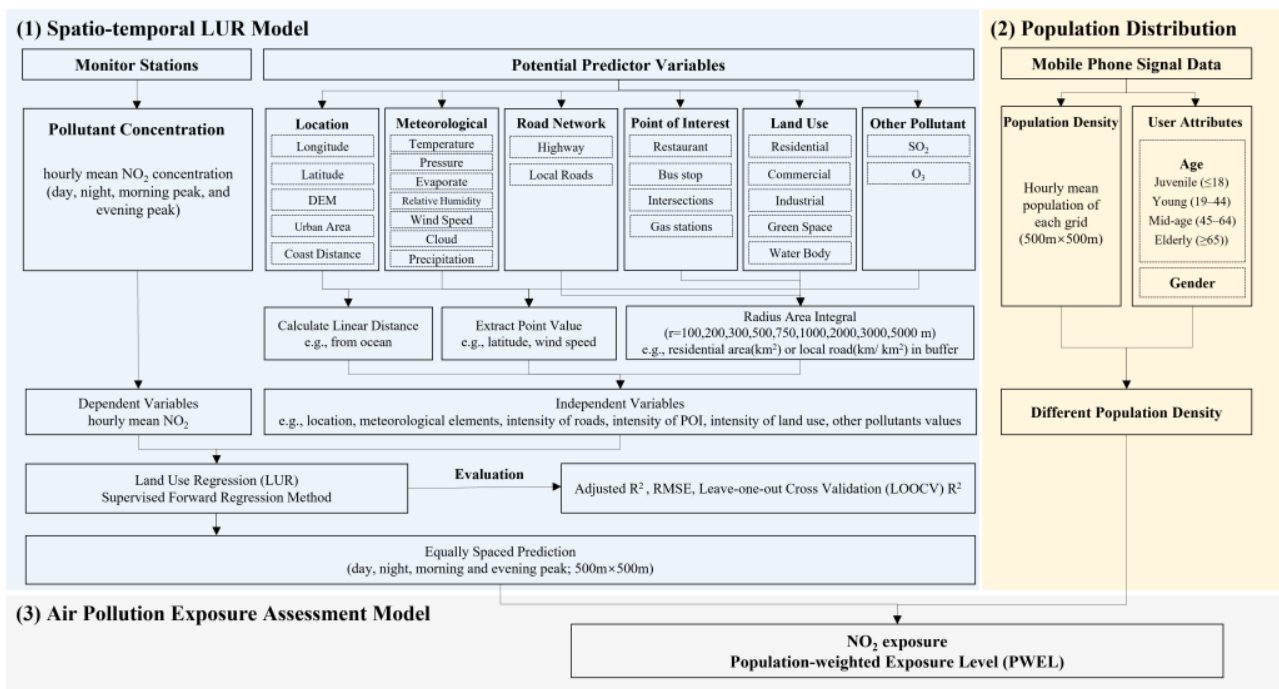 (1) Spatio-temporal LUR Model
Monitor Stations
Pollutant Concentration
hourly mean NO₂ concentration
(day, night, morning peak, and
evening peak)
Potential Predictor Variables
Location
Longitude
Latitude
DEM
Urban Area
Coast Distance
Meteorological
Temperature
Pressure
Evaporate
Relative Humidity
Wind Speed
Cloud
Precipitation
Road Network
Highway
Local Roads
Point of Interest
Restaurant
Bus stop
Intersections
Gas stations
Land Use
Residential
Commercial
Industrial
Green Space
Water Body
Other Pollutant
SO₂
O₃
Calculate Linear Distance
e.g., from ocean
Extract Point Value
e.g., latitude, wind speed
Radius Area Integral
(r=100,200,300,500,750,1000,2000,3000,5000 m)
e.g., residential area(km²) or local road(km/ km²) in buffer
Dependent Variables
hourly mean NO₂
Independent Variables
e.g., location, meteorological elements, intensity of roads, intensity of POI, intensity of land use, other pollutants values
Land Use Regression (LUR)
Supervised Forward Regression Method
Evaluation
Adjusted R² , RMSE, Leave-one-out Cross Validation (LOOCV) R²
Equally Spaced Prediction
(day, night, morning and evening peak; 500m×500m)
(2) Population Distribution
Mobile Phone Signal Data
Population Density
Hourly mean
population of
each grid
(500m×500m)
User Attributes
Age
Juvenile (≤18)
Young (19–44)
Mid-age (45–64)
Elderly (≥65))
Gender
Different Population Density
(3) Air Pollution Exposure Assessment Model
NO₂ exposure
Population-weighted Exposure Level (PWEL)